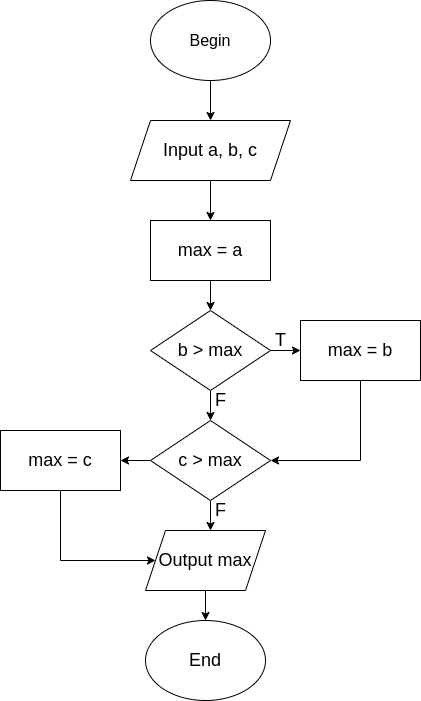 Begin
Input a, b, c
max = a
b > max
T
max = b
F
max = c
c > max
F
Output max
End